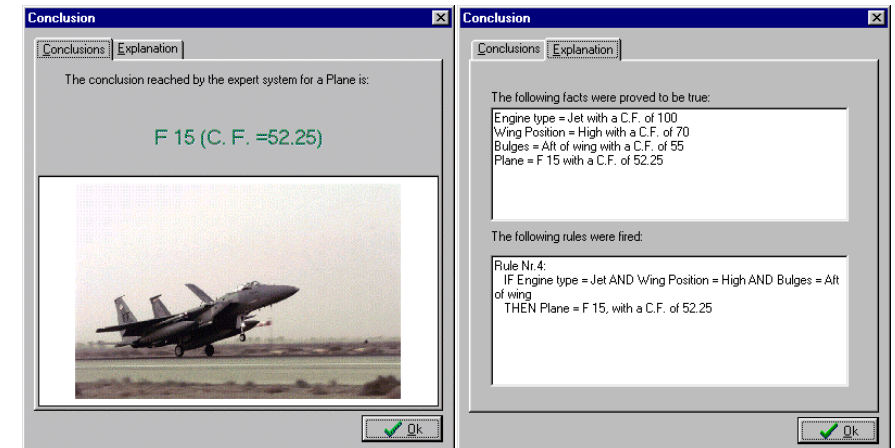 Conclusion
Conclusions Explanation
The conclusion reached by the expert system for a Plane is:
F 15 (C. F. =52.25)
Ok
Conclusion
Conclusions Explanation
The following facts were proved to be true:
Engine type = Jet with a C.F. of 100
Wing Position = High with a C.F. of 70
Bulges = Aft of wing with a C.F. of 55
Plane = F 15 with a C.F. of 52.25
The following rules were fired:
Rule Nr.4:
IF Engine type = Jet AND Wing Position = High AND Bulges = Aft
of wing
THEN Plane = F 15, with a C.F. of 52.25
Ok